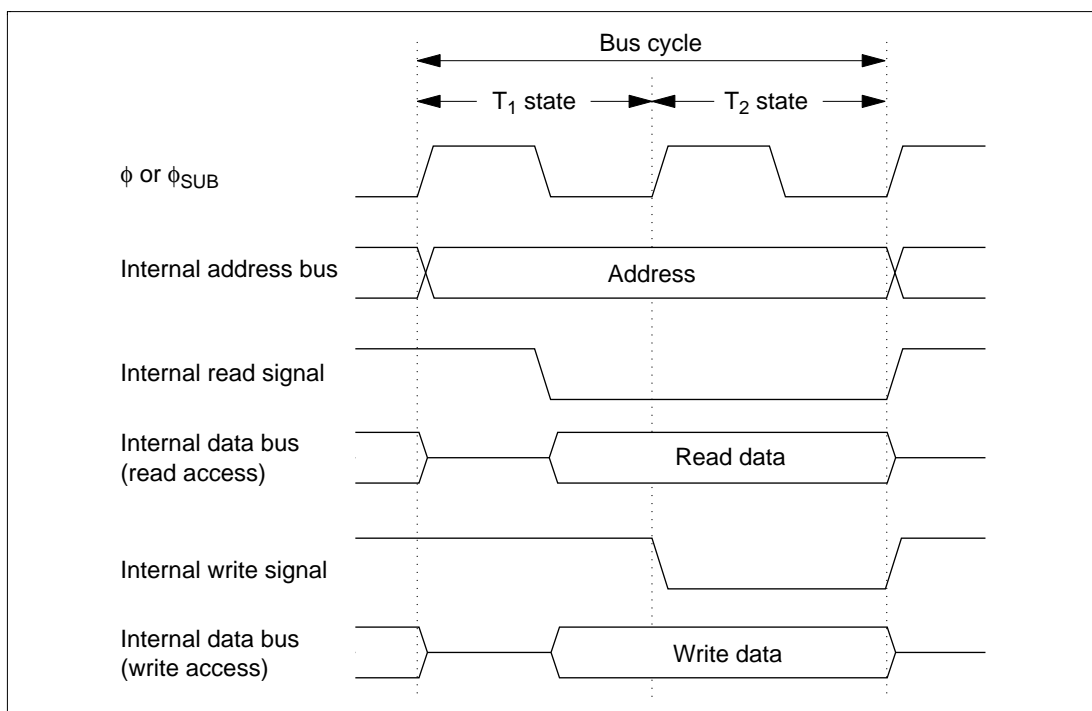 Bus cycle
T1 state T2 state
ϕ or ϕSUB
Internal address bus Address
Internal read signal
Internal data bus
(read access)
Read data
Internal write signal
Internal data bus
(write access)
Write data